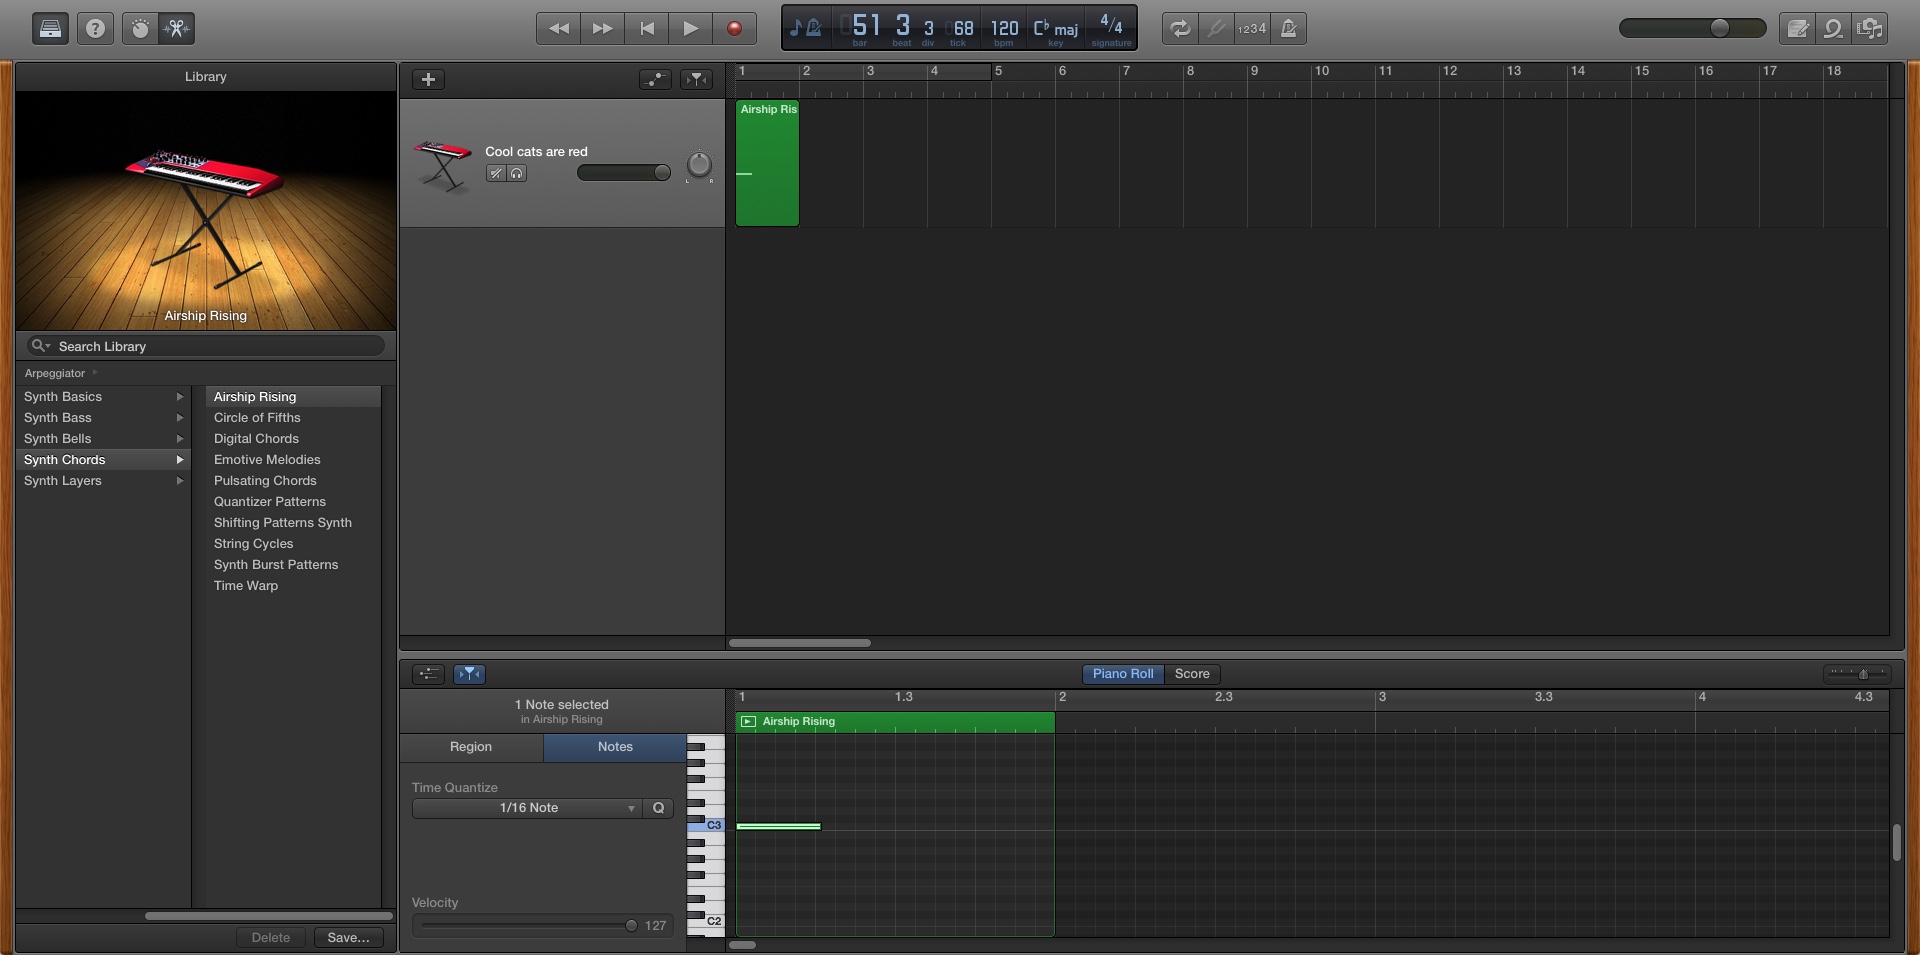 51 3 3 68 120 C♭ maj 4/4
bar beat div tick bpm key signature
1234
Library
Airship Rising
Search Library
Arpeggiator
Synth Basics
Synth Bass
Synth Bells
Synth Chords
Synth Layers
Airship Rising
Circle of Fifths
Digital Chords
Emotive Melodies
Pulsating Chords
Quantizer Patterns
Shifting Patterns Synth
String Cycles
Synth Burst Patterns
Time Warp
Delete Save...
1 2 3 4 5 6 7 8 9 10 11 12 13 14 15 16 17 18
Airship Ris
Cool cats are red
L R
Piano Roll Score
1 Note selected
in Airship Rising
Region Notes
Time Quantize
1/16 Note Q
Velocity
127
1 1.3 2 2.3 3 3.3 4 4.3
Airship Rising
C3
C2